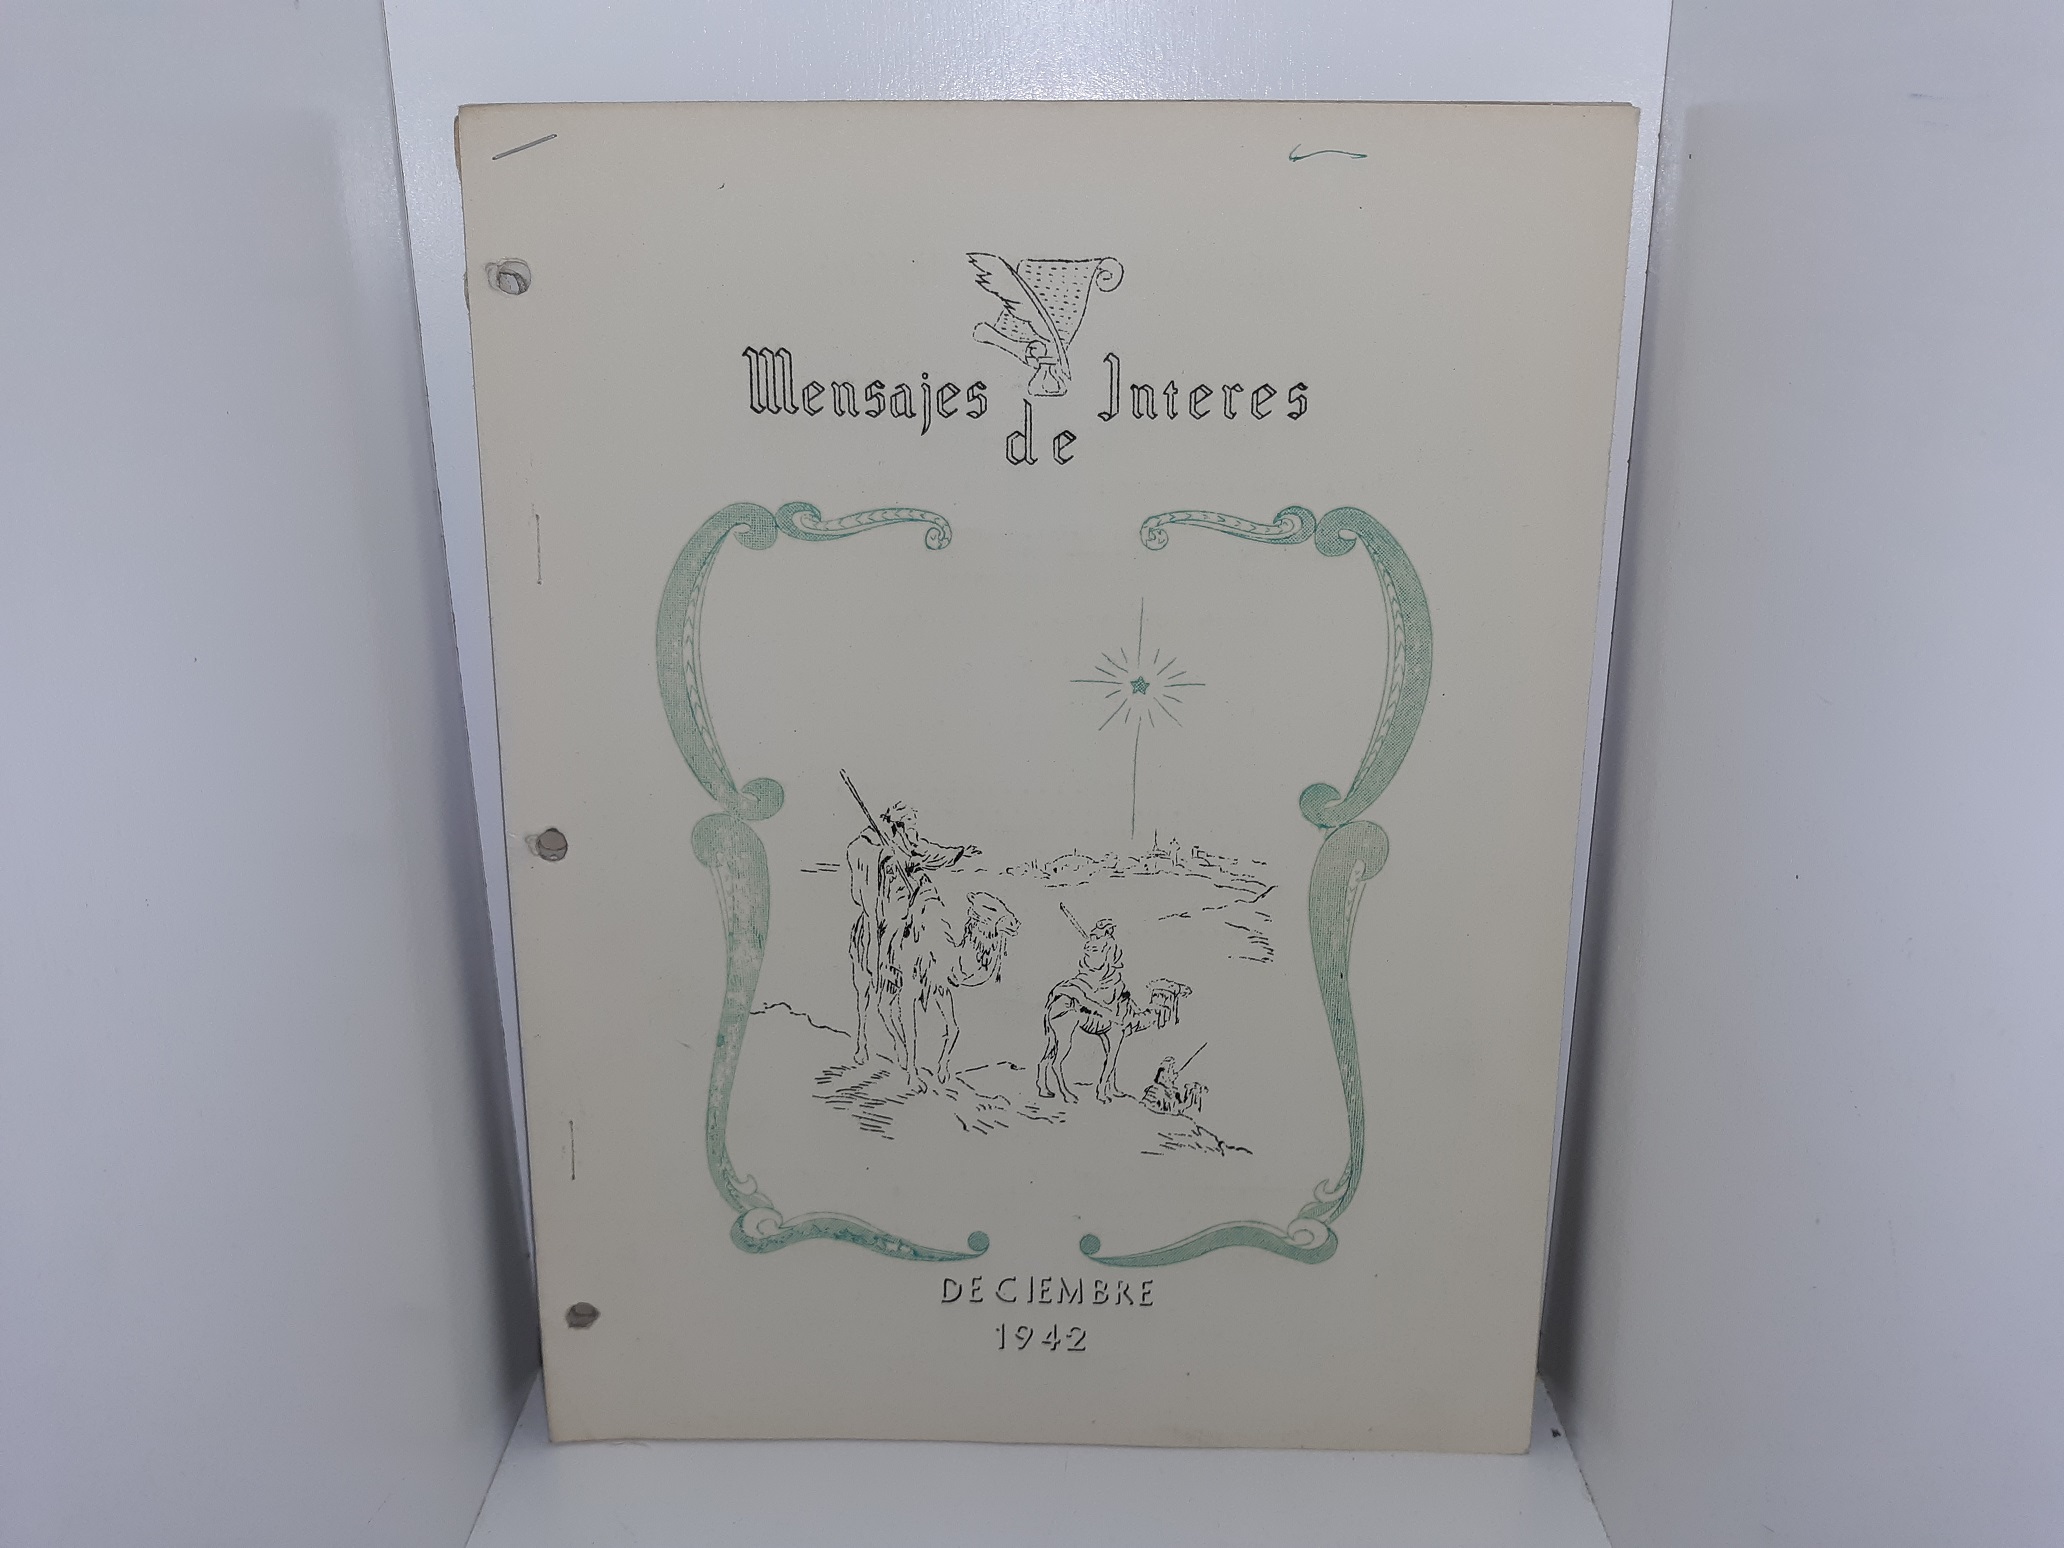 Mensajes de Interes
DECIEMBRE
1942